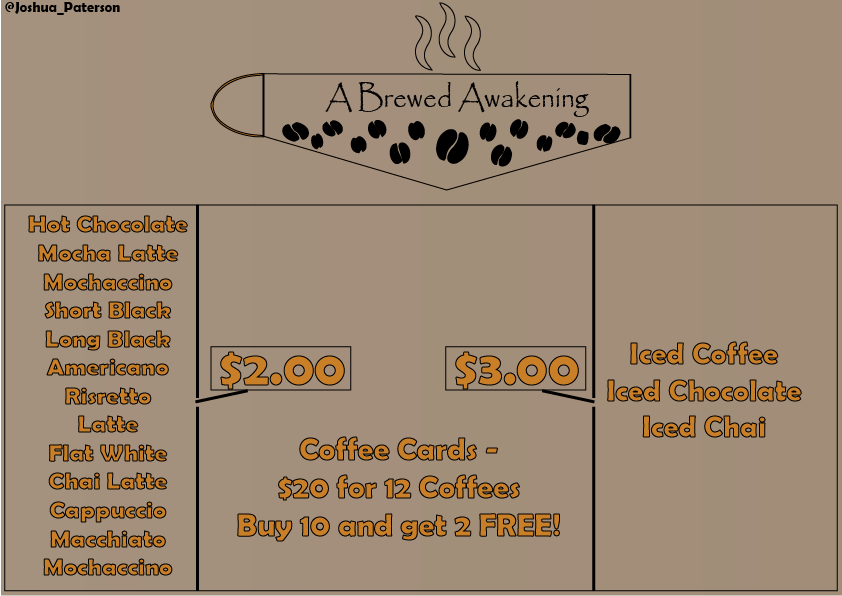 @Joshua_Paterson
A Brewed Awakening
Hot Chocolate
Mocha Latte
Mochaccino
Short Black
Long Black
Americano
Risretto
Latte
Flat White
Chai Latte
Cappuccio
Macchiato
Mochaccino
$2.00
$3.00
Coffee Cards -
$20 for 12 Coffees
Buy 10 and get 2 FREE!
Iced Coffee
Iced Chocolate
Iced Chai